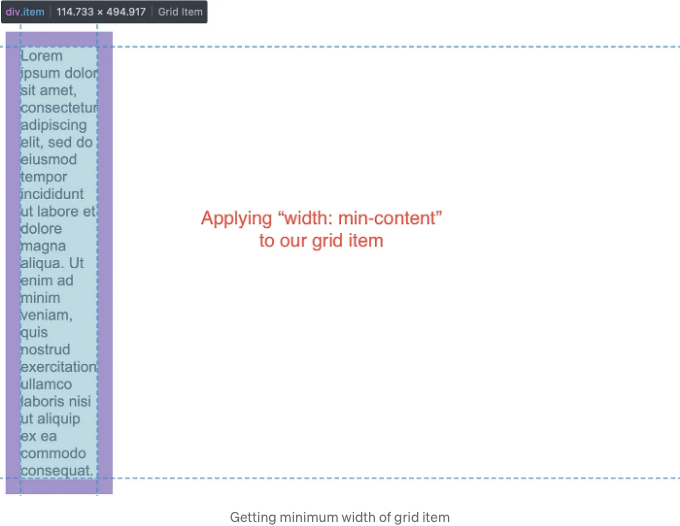 div.item | 114.733 × 494.917 | Grid Item
Lorem
ipsum dolor
sit amet,
consectetur
adipiscing
elit, sed do
eiusmod
tempor
incididunt
ut labore et
dolore
magna
aliqua. Ut
enim ad
minim
veniam,
quis
nostrud
exercitation
ullamco
laboris nisi
ut aliquip
ex ea
commodo
consequat.
Applying “width: min-content”
to our grid item
Getting minimum width of grid item